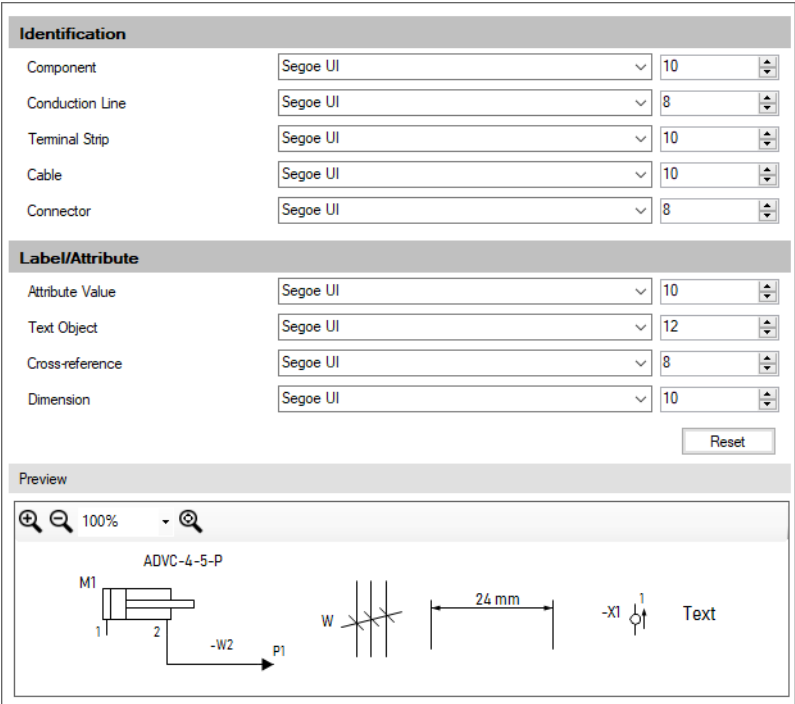 Identification
Component Segoe UI 10
Conduction Line Segoe UI 8
Terminal Strip Segoe UI 10
Cable Segoe UI 10
Connector Segoe UI 8
Label/Attribute
Attribute Value Segoe UI 10
Text Object Segoe UI 12
Cross-reference Segoe UI 8
Dimension Segoe UI 10
Reset
Preview
100%
ADVC-4-5-P
M1
1 2
-W2 P1
W
24 mm
-X1 1
Text